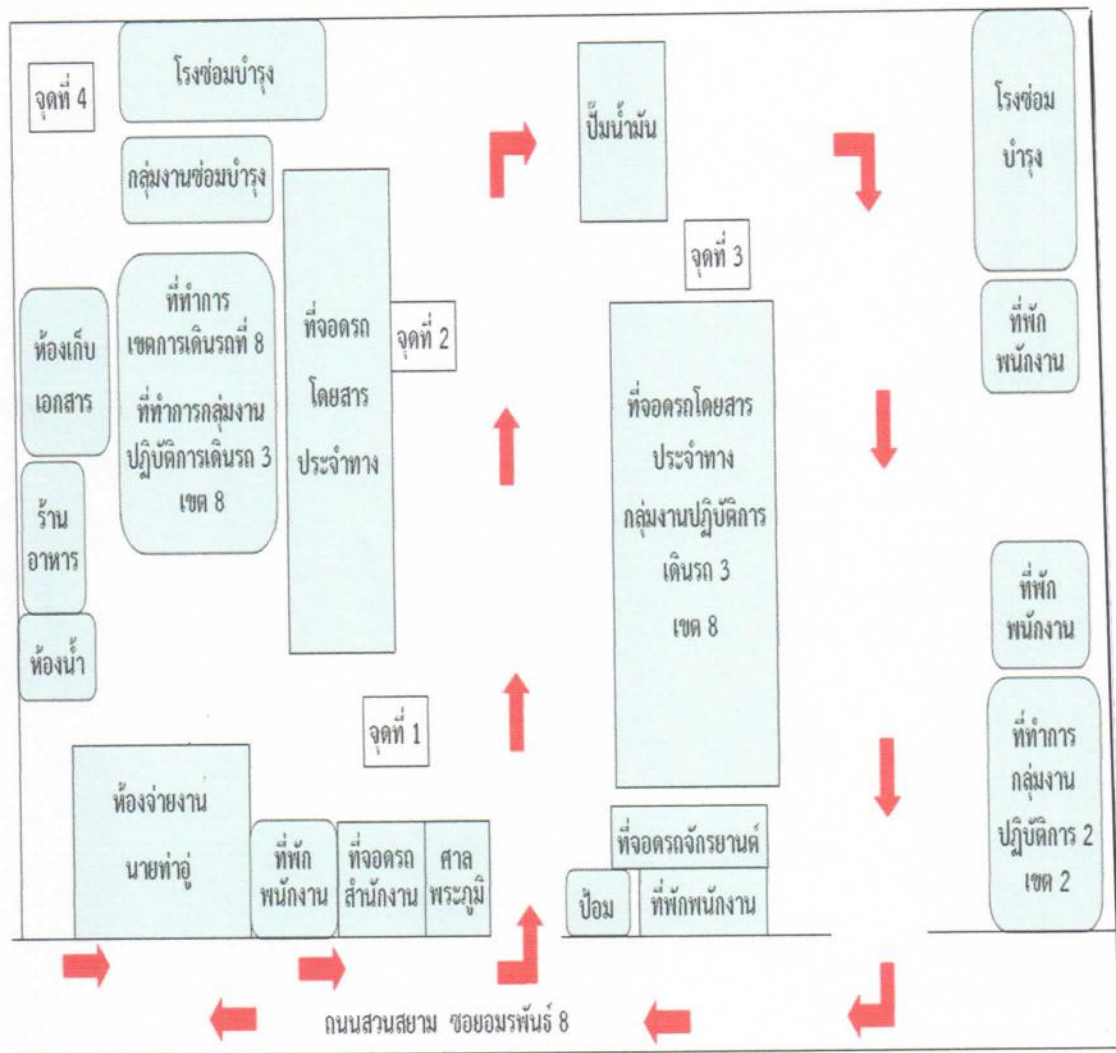 โรงซ่อมบำรุง
จุดที่ 4
กลุ่มงานซ่อมบำรุง
ที่ทำการ
เขตการเดินรถที่ 8
ที่ทำการกลุ่มงาน
ปฏิบัติการเดินรถ 3
เขต 8
ห้องเก็บ
เอกสาร
ร้าน
อาหาร
ห้องน้ำ
ที่จอดรถ
โดยสาร
ประจำทาง
จุดที่ 2
จุดที่ 1
ห้องจ่ายงาน
นายท่าอู่
ที่พัก
พนักงาน
ที่จอดรถ
สำนักงาน
ศาล
พระภูมิ
ปั๊มน้ำมัน
จุดที่ 3
ที่จอดรถโดยสาร
ประจำทาง
กลุ่มงานปฏิบัติการ
เดินรถ 3
เขต 8
ที่จอดรถจักรยานต์
ป้อม
ที่พักพนักงาน
โรงซ่อม
บำรุง
ที่พัก
พนักงาน
ที่พัก
พนักงาน
ที่ทำการ
กลุ่มงาน
ปฏิบัติการ 2
เขต 2
ถนนสวนสยาม ซอยอมรพันธ์ 8